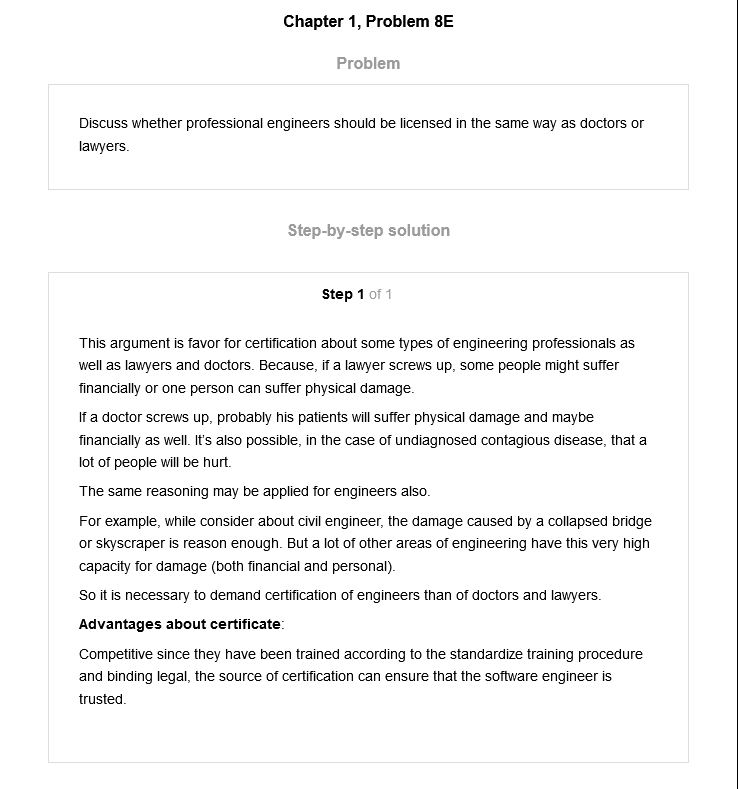 Chapter 1, Problem 8E
Problem
Discuss whether professional engineers should be licensed in the same way as doctors or
lawyers.
Step-by-step solution
Step 1 of 1
This argument is favor for certification about some types of engineering professionals as
well as lawyers and doctors. Because, if a lawyer screws up, some people might suffer
financially or one person can suffer physical damage.
If a doctor screws up, probably his patients will suffer physical damage and maybe
financially as well. It’s also possible, in the case of undiagnosed contagious disease, that a
lot of people will be hurt.
The same reasoning may be applied for engineers also.
For example, while consider about civil engineer, the damage caused by a collapsed bridge
or skyscraper is reason enough. But a lot of other areas of engineering have this very high
capacity for damage (both financial and personal).
So it is necessary to demand certification of engineers than of doctors and lawyers.
Advantages about certificate:
Competitive since they have been trained according to the standardize training procedure
and binding legal, the source of certification can ensure that the software engineer is
trusted.